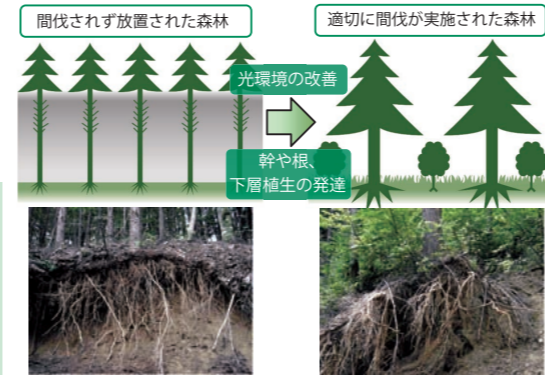 間伐されず放置された森林
適切に間伐が実施された森林
光環境の改善
幹や根、
下層植生の発達